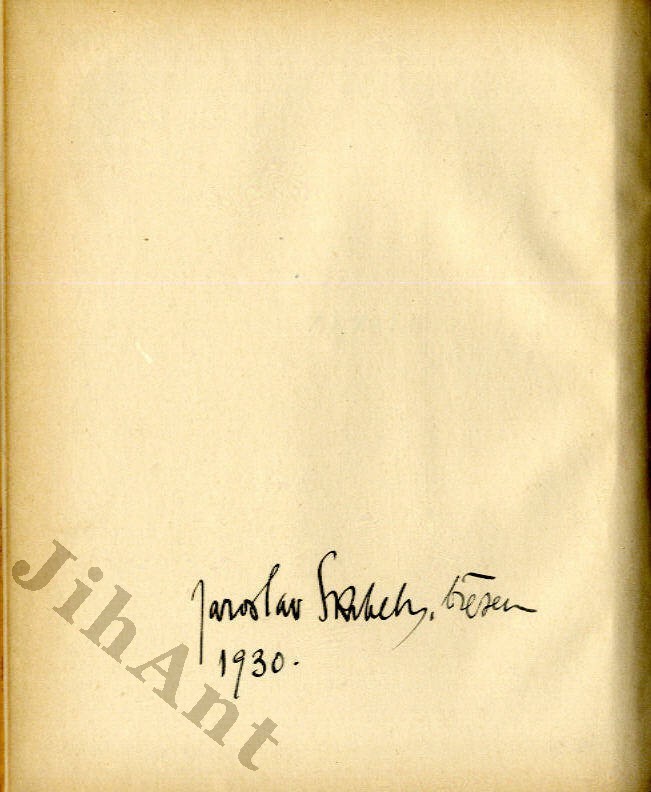 Jaroslav
březen
1930.
JihAnt